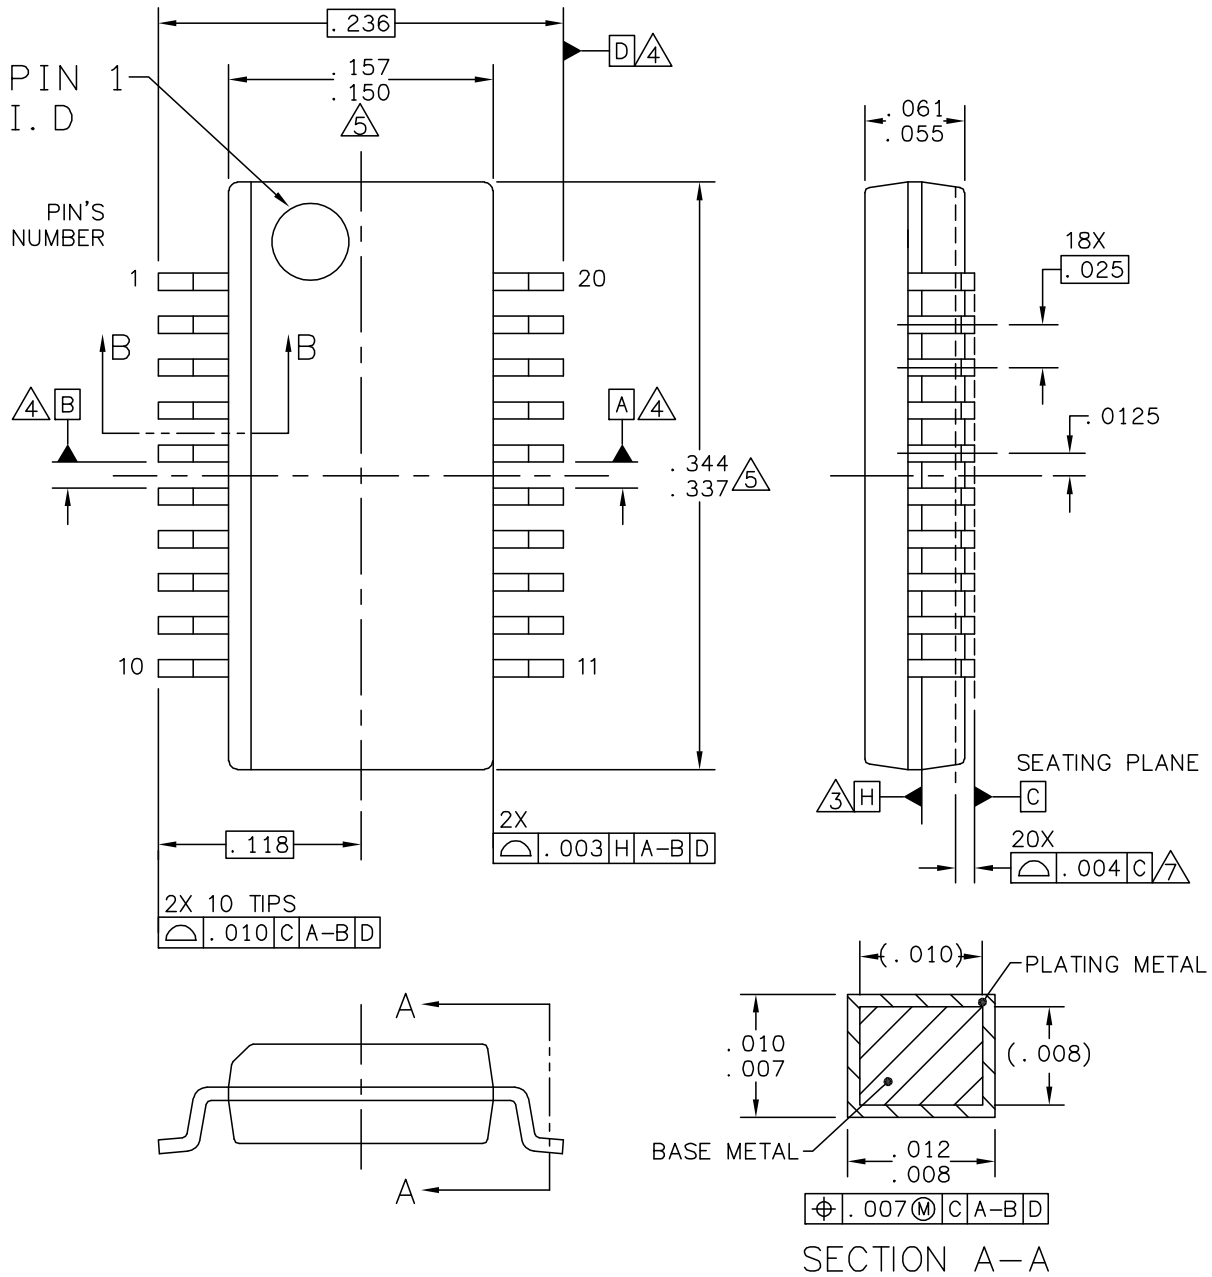 .236
D 4
PIN 1
I.D
.157
.150
5
.061
.055
PIN'S
NUMBER
18X
.025
1
20
B
B
4 B
A 4
.0125
.344
.337 5
10
11
SEATING PLANE
3 H
C
.118
2X
.003 H A-B D
20X
.004 C 7
2X 10 TIPS
.010 C A-B D
(.010)
PLATING METAL
A
.010
.007
(.008)
BASE METAL
.012
.008
A
.007 Ⓜ C A-B D
SECTION A-A